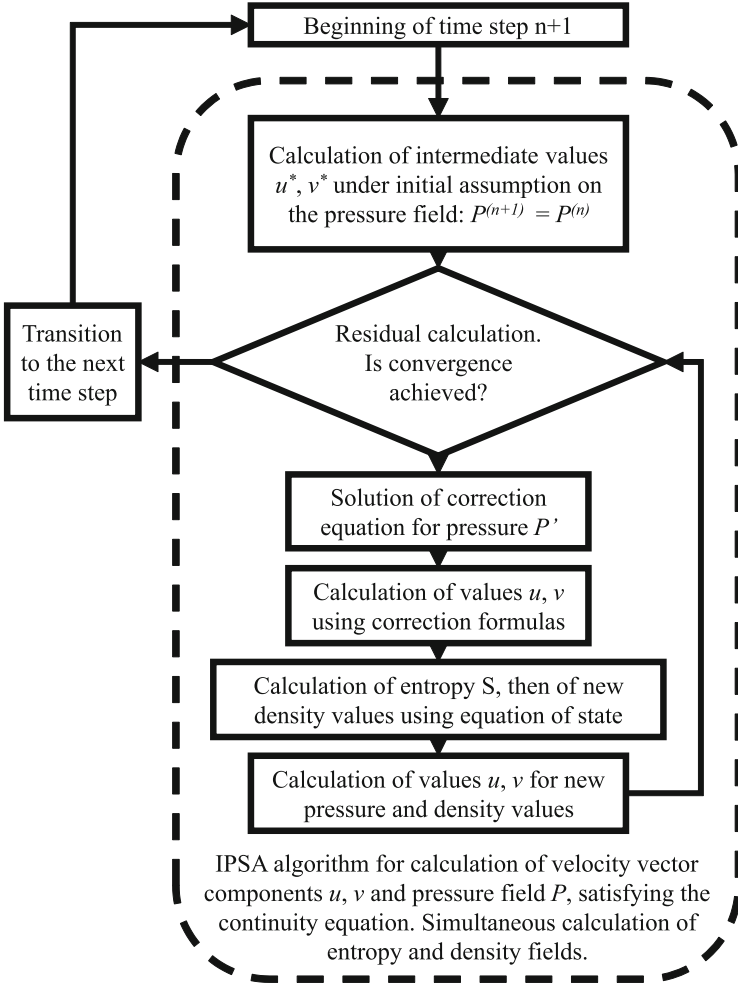 Beginning of time step n+1
Calculation of intermediate values
u*, v* under initial assumption on
the pressure field: P(n+1) = P(n)
Transition
to the next
time step
Residual calculation.
Is convergence
achieved?
Solution of correction
equation for pressure P’
Calculation of values u, v
using correction formulas
Calculation of entropy S, then of new
density values using equation of state
Calculation of values u, v for new
pressure and density values
IPSA algorithm for calculation of velocity vector
components u, v and pressure field P, satisfying the
continuity equation. Simultaneous calculation of
entropy and density fields.